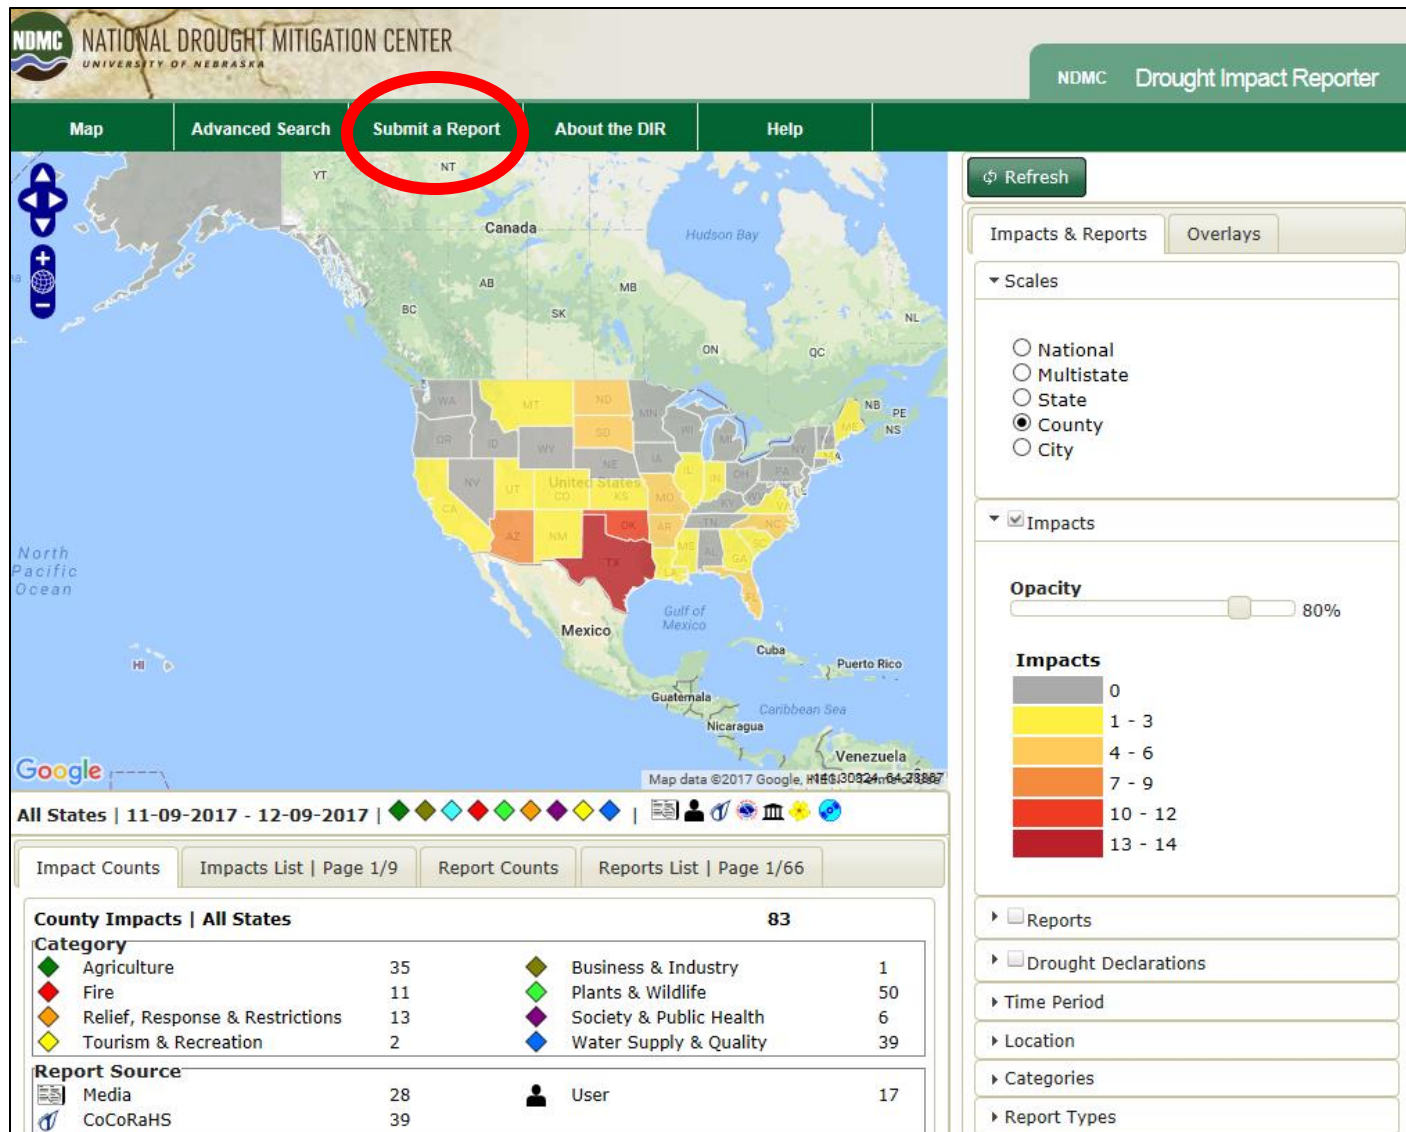 NDMC NATIONAL DROUGHT MITIGATION CENTER
UNIVERSITY OF NEBRASKA
NDMC Drought Impact Reporter
Map Advanced Search Submit a Report About the DIR Help
YT
NT
Canada
Hudson Bay
AB
MB
BC
SK
NL
ON
QC
NB
PE
NS
WA
MT
ND
MN
ME
OR
ID
SD
WI
MI
NY
WY
IA
MA
NE
PA
NV
UT
United States
CO
KS
IL
IN
OH
WV
VA
MO
KY
CA
AZ
NM
OK
AR
TN
NC
SC
TX
MS
AL
GA
LA
FL
North
Pacific
Ocean
Gulf of
Mexico
Mexico
Cuba
Puerto Rico
HI
Guatemala
Caribbean Sea
Nicaragua
Venezuela
Google
Map data ©2017 Google,
All States | 11-09-2017 - 12-09-2017 | |
Impact Counts Impacts List | Page 1/9 Report Counts Reports List | Page 1/66
County Impacts | All States 83
Category
Agriculture 35 Business & Industry 1
Fire 11 Plants & Wildlife 50
Relief, Response & Restrictions 13 Society & Public Health 6
Tourism & Recreation 2 Water Supply & Quality 39
Report Source
Media 28 User 17
CoCoRaHS 39
Refresh
Impacts & Reports Overlays
Scales
National
Multistate
State
County
City
Impacts
Opacity
80%
Impacts
0
1 - 3
4 - 6
7 - 9
10 - 12
13 - 14
Reports
Drought Declarations
Time Period
Location
Categories
Report Types